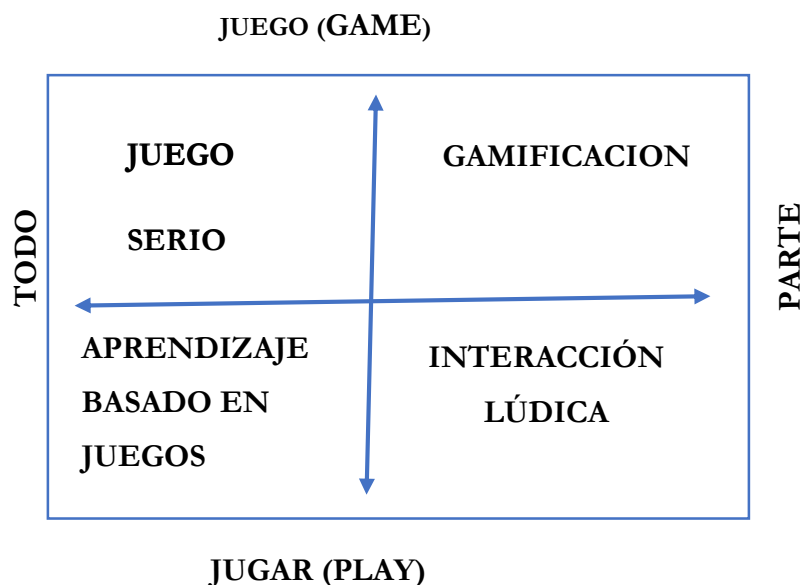 JUEGO (GAME)
JUEGO
SERIO
GAMIFICACION
TODO
PARTE
APRENDIZAJE
BASADO EN
JUEGOS
INTERACCIÓN
LÚDICA
JUGAR (PLAY)